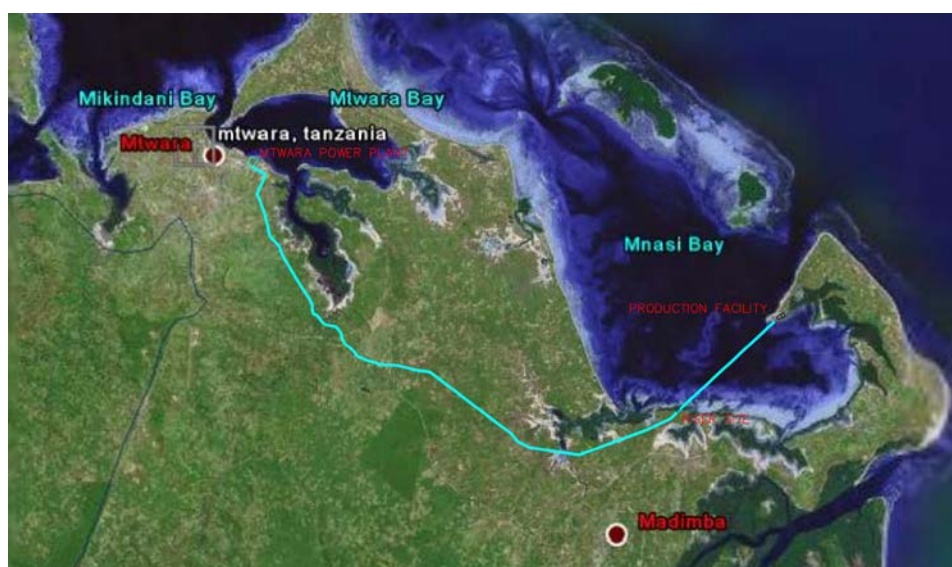 Mikindani Bay
Mtwara Bay
Mtwara
mtwara, tanzania
MTWARA POWER PLANT
Mnasi Bay
PRODUCTION FACILITY
Madimba